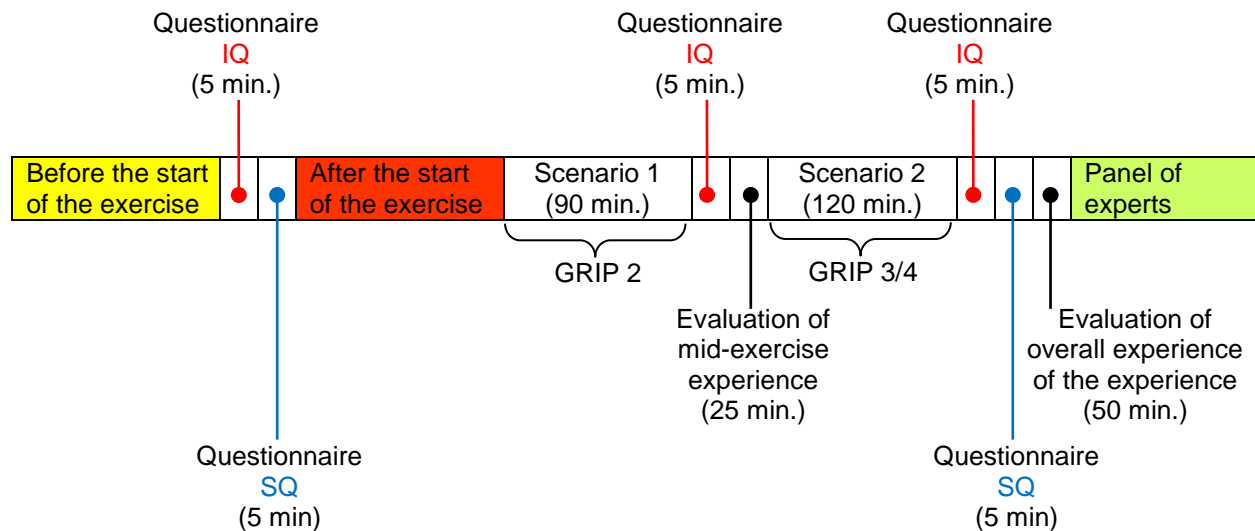 Questionnaire
IQ
(5 min.)
Questionnaire
IQ
(5 min.)
Questionnaire
IQ
(5 min.)
Before the start
of the exercise
After the start
of the exercise
Scenario 1
(90 min.)
Scenario 2
(120 min.)
Panel of
experts
GRIP 2
GRIP 3/4
Evaluation of
mid-exercise
experience
(25 min.)
Evaluation of
overall experience
of the experience
(50 min.)
Questionnaire
SQ
(5 min)
Questionnaire
SQ
(5 min)